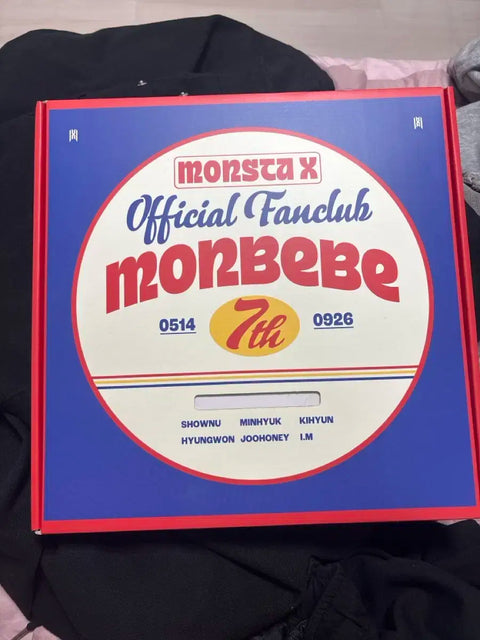 MONSTA X
Official Fanclub
MONBEBE
0514 7th 0926
SHOWNU MINHYUK KIHYUN
HYUNGWON JOOHONEY I.M